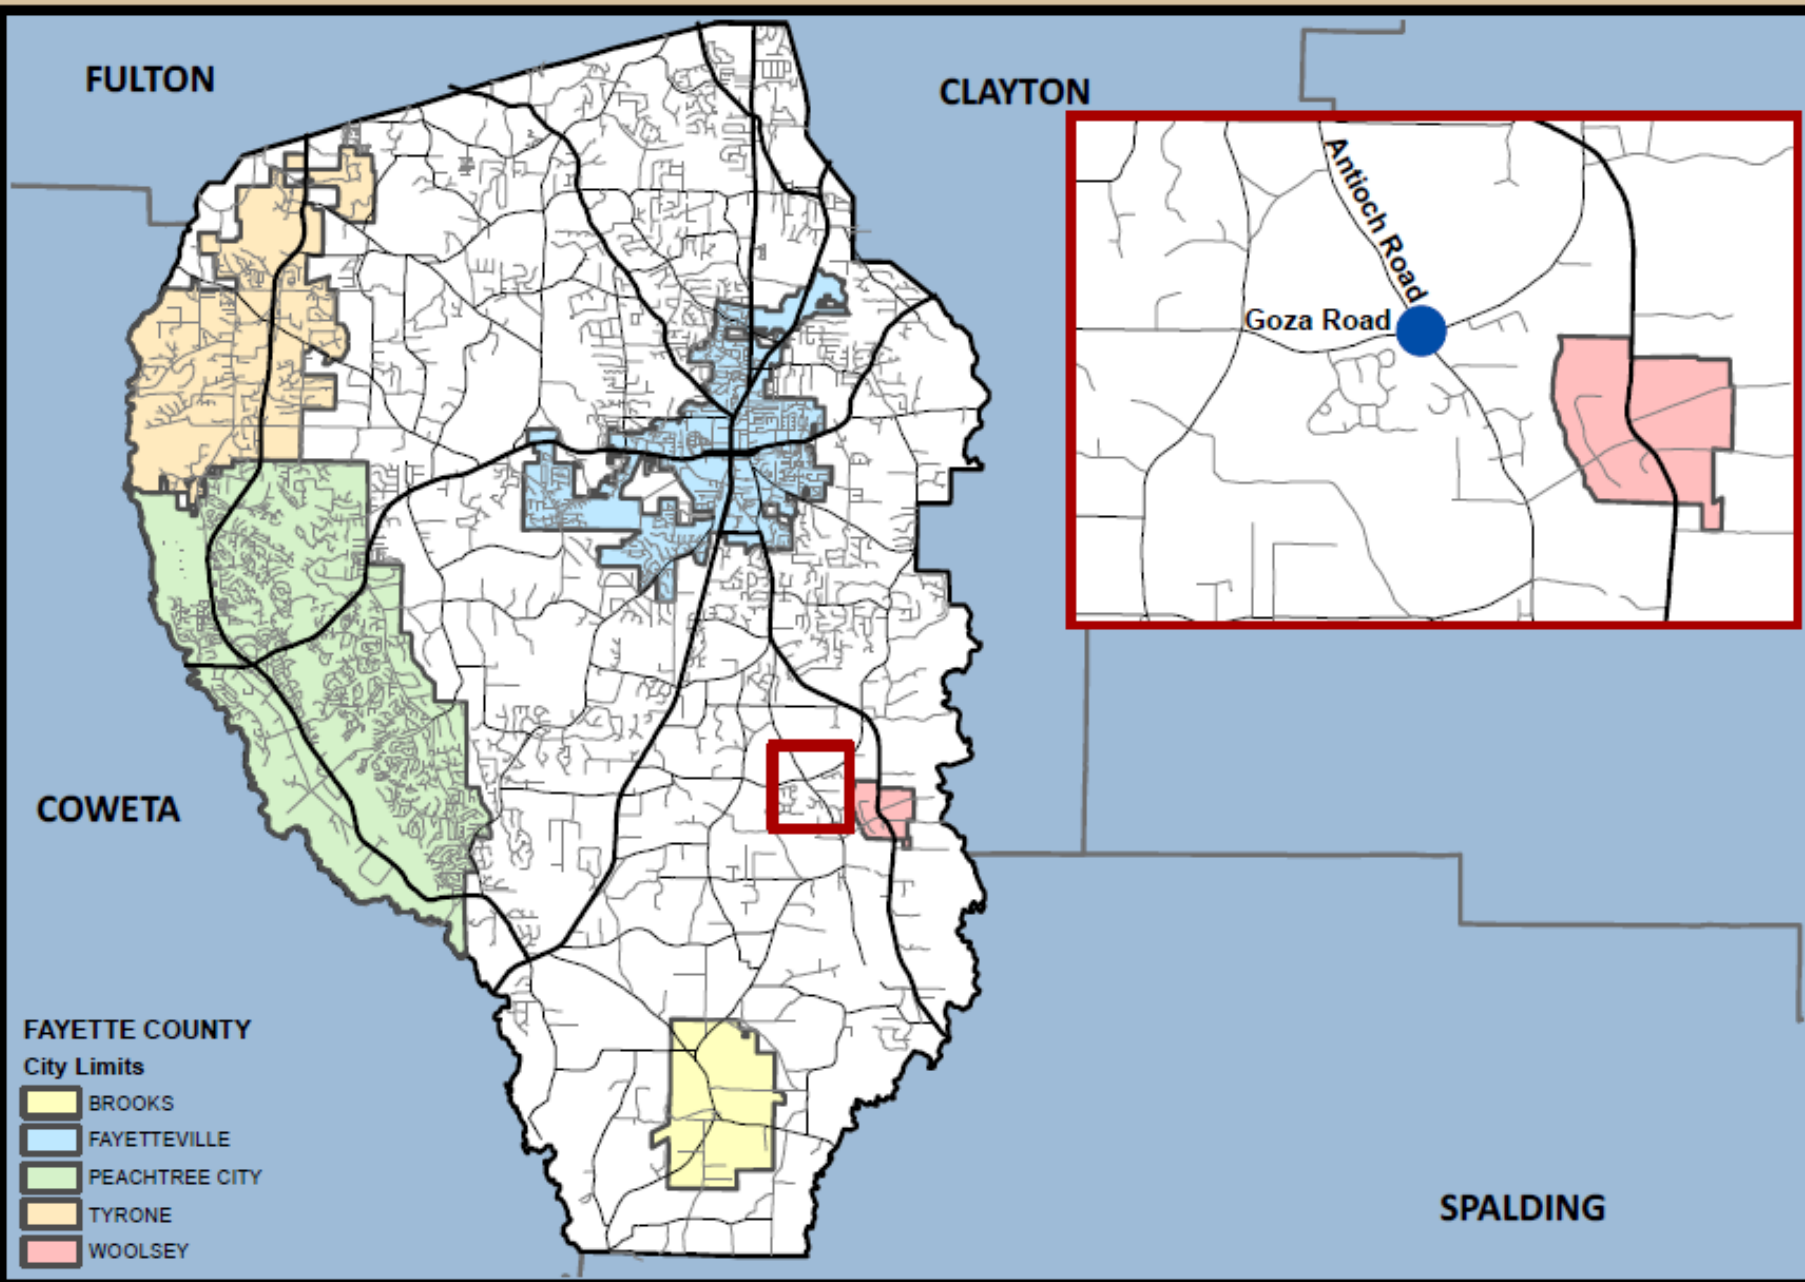 FULTON
CLAYTON
Antioch Road
Goza Road
COWETA
FAYETTE COUNTY
City Limits
BROOKS
FAYETTEVILLE
PEACHTREE CITY
TYRONE
WOOLSEY
SPALDING